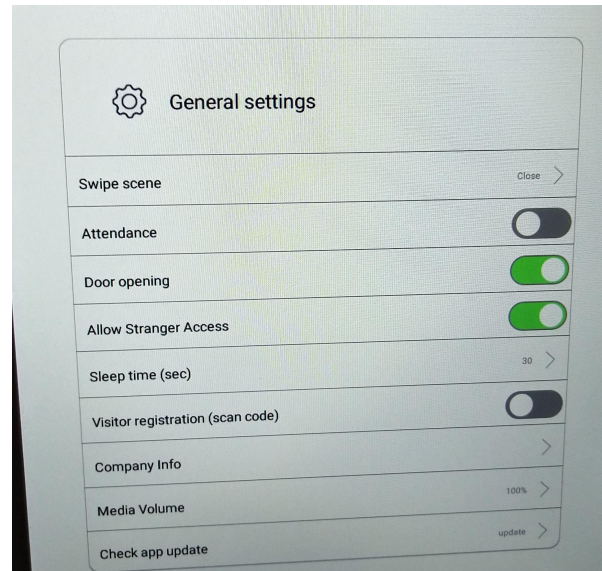 General settings
Swipe scene Close
Attendance
Door opening
Allow Stranger Access
Sleep time (sec) 30
Visitor registration (scan code)
Company Info
Media Volume 100%
Check app update update